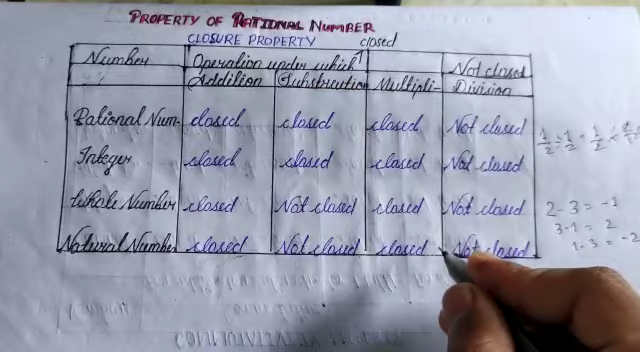 PROPERTY OF RATIONAL NUMBER
CLOSURE PROPERTY closed
Number Operation under which ↑ Not closed
Addition Substrcution Multipli- Division
Rational Num- closed closed closed Not closed
Integer closed closed closed Not closed
Whole Number closed Not closed closed Not closed
Natural Number closed Not closed closed Not closed
2 - 3 = -1
3-1 = 2
1-3 = -2